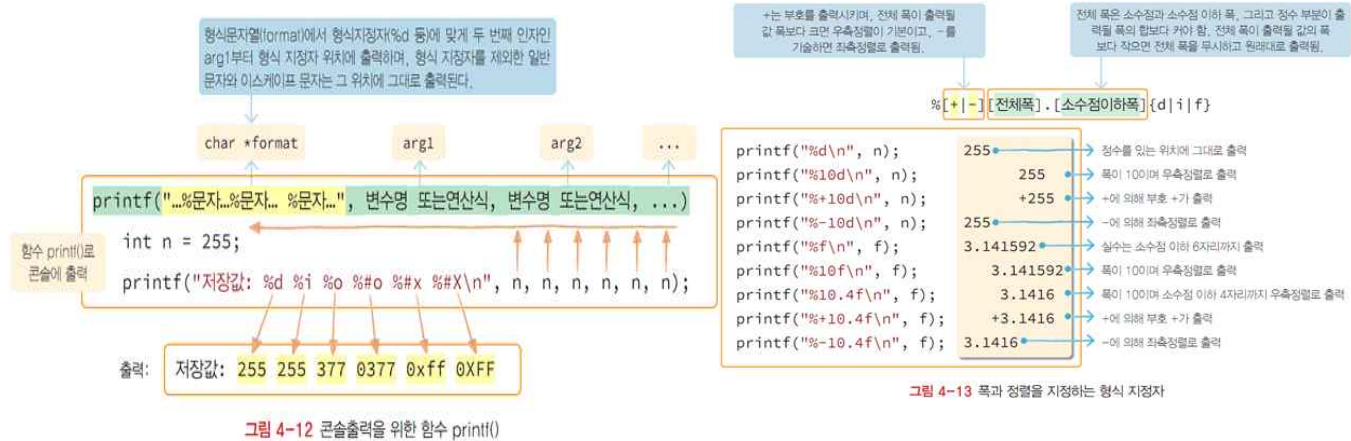 형식문자열(format)에서 형식지정자(%d 등)에 맞게 두 번째 인자인
arg1부터 형식 지정자 위치에 출력하며, 형식 지정자를 제외한 일반
문자와 이스케이프 문자는 그 위치에 그대로 출력된다.
char *format
arg1
arg2
...
printf("...%문자...%문자... %문자...", 변수명 또는연산식, 변수명 또는연산식, ...)
함수 printf()로
콘솔에 출력
int n = 255;
printf("저장값: %d %i %o %#o %#x %#X\n", n, n, n, n, n, n);
출력:
저장값: 255 255 377 0377 0xff 0XFF
그림 4-12 콘솔출력을 위한 함수 printf()
+는 부호를 출력시키며, 전체 폭이 출력될
값 폭보다 크면 우측정렬이 기본이고, -를
기술하면 좌측정렬로 출력됨.
전체 폭은 소수점과 소수점 이하 폭, 그리고 정수 부분이 출
력될 폭의 합보다 커야 함. 전체 폭이 출력될 값의 폭
보다 작으면 전체 폭을 무시하고 원래대로 출력됨.
%[+|-][전체폭].[소수점이하폭]{d|i|f}
printf("%d\n", n); 255 정수를 있는 위치에 그대로 출력
printf("%10d\n", n); 255 폭이 10이며 우측정렬로 출력
printf("%+10d\n", n); +255 +에 의해 부호 +가 출력
printf("%-10d\n", n); 255 -에 의해 좌측정렬로 출력
printf("%f\n", f); 3.141592 실수는 소수점 이하 6자리까지 출력
printf("%10f\n", f); 3.141592 폭이 10이며 우측정렬로 출력
printf("%10.4f\n", f); 3.1416 폭이 10이며 소수점 이하 4자리까지 우측정렬로 출력
printf("%+10.4f\n", f); +3.1416 +에 의해 부호 +가 출력
printf("%-10.4f\n", f); 3.1416 -에 의해 좌측정렬로 출력
그림 4-13 폭과 정렬을 지정하는 형식 지정자